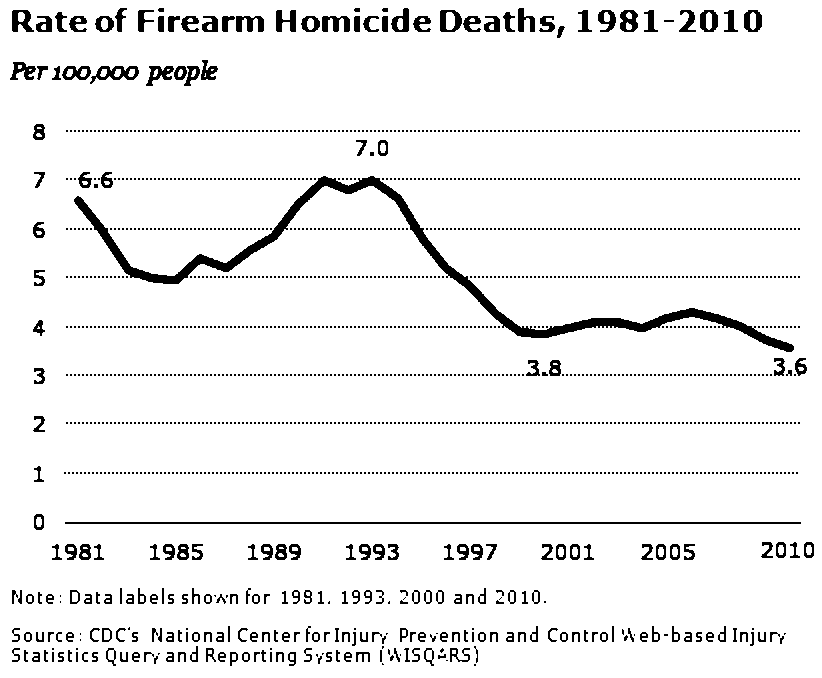 Rate of Firearm Homicide Deaths, 1981-2010
Per 100,000 people
8
7.0
7
6.6
6
5
4
3.8
3.6
3
2
1
0
1981 1985 1989 1993 1997 2001 2005 2010
Note: Data labels shown for 1981, 1993, 2000 and 2010.
Source: CDC's National Center for Injury Prevention and Control Web-based Injury
Statistics Query and Reporting System (WISQARS)